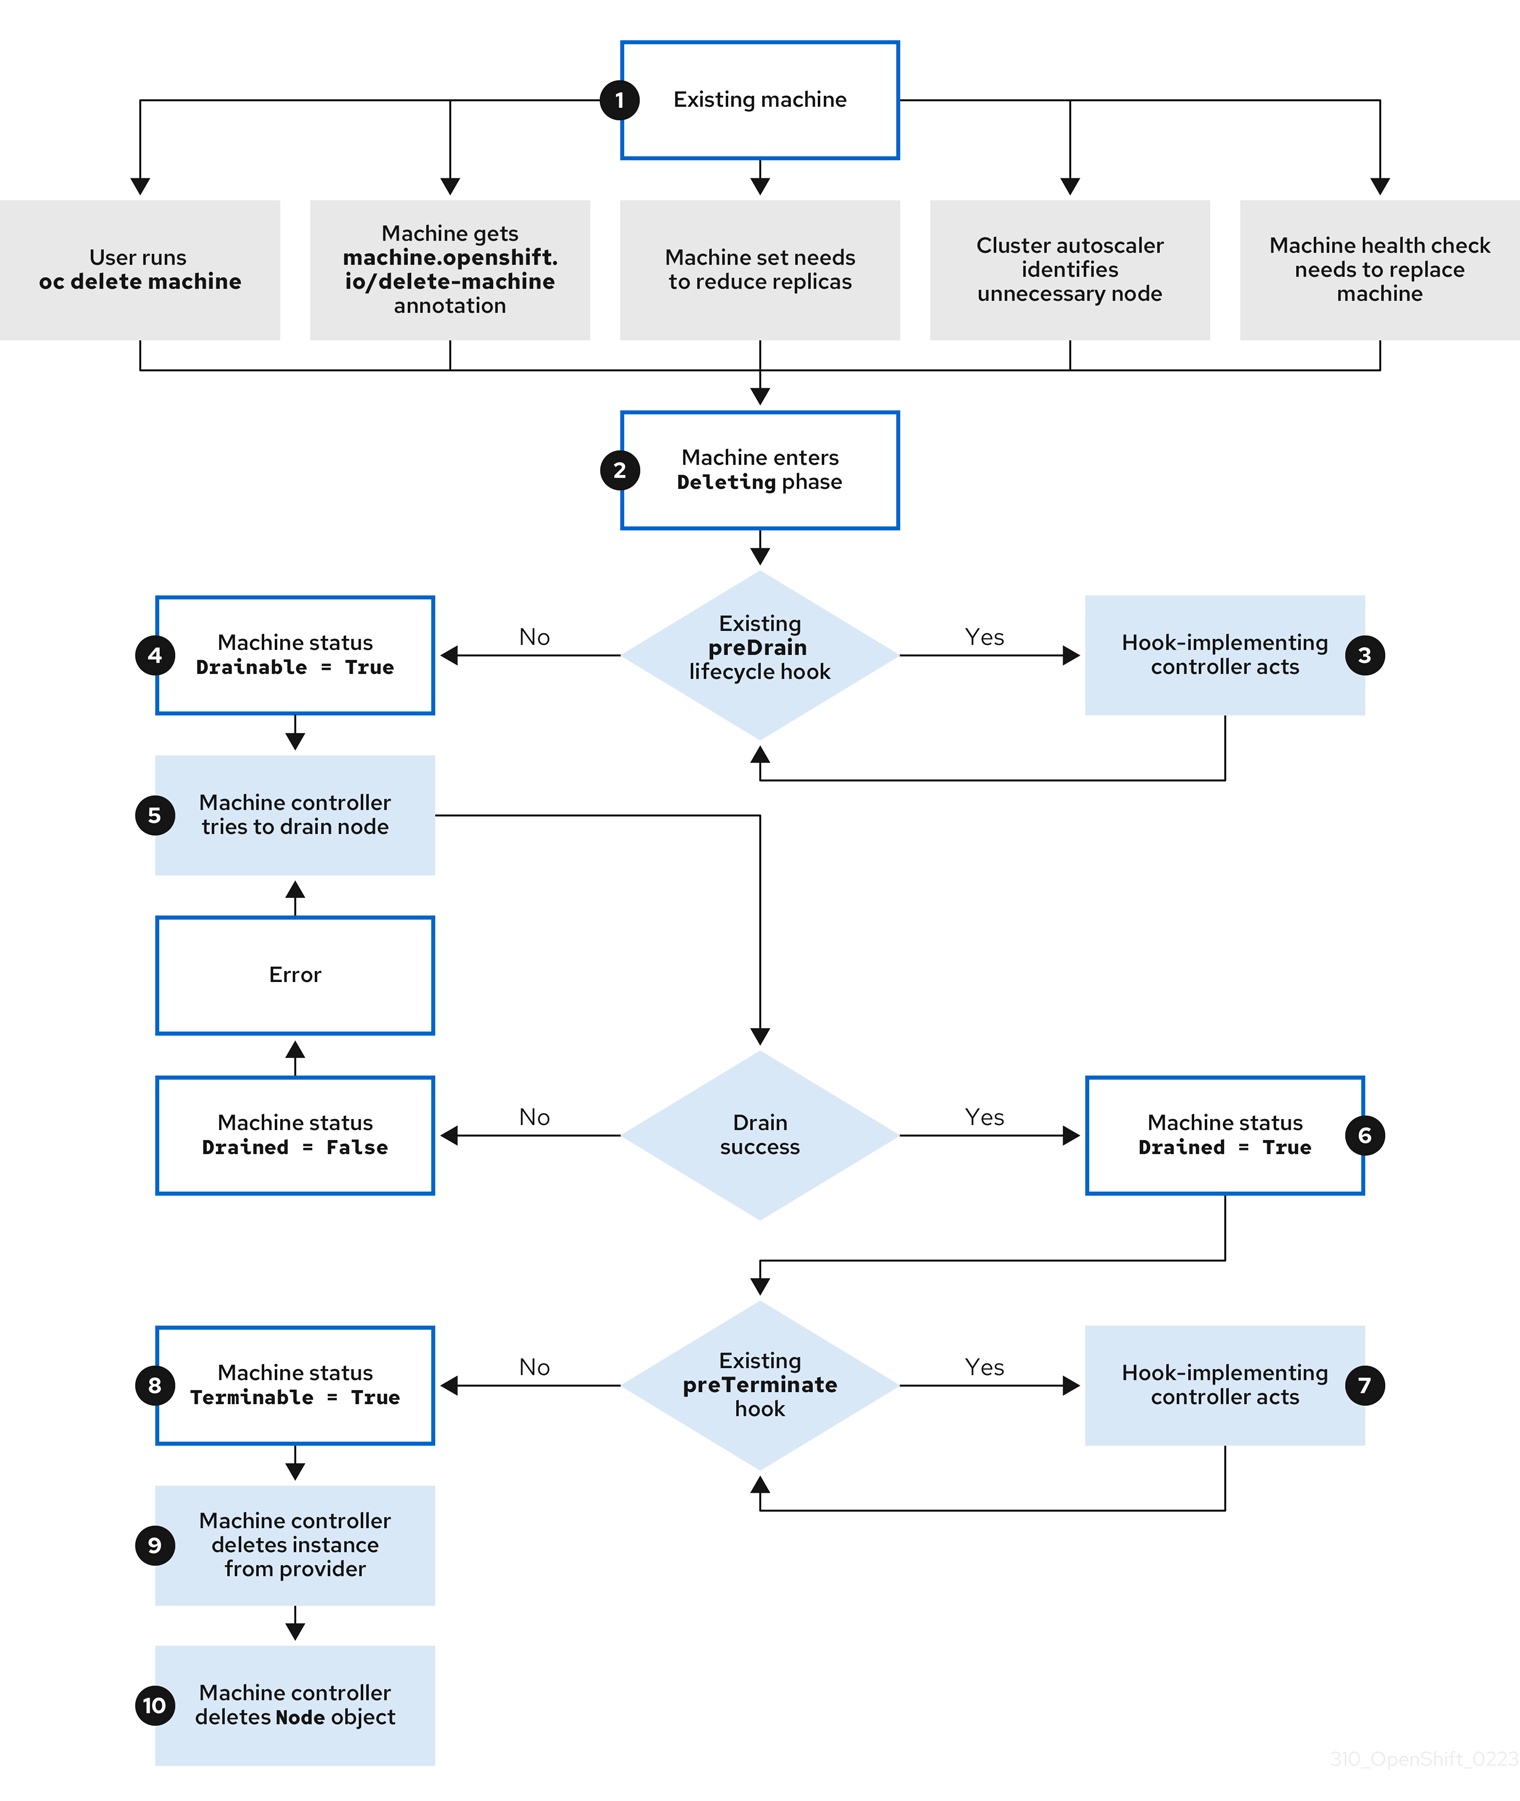 1
Existing machine
User runs
oc delete machine
Machine gets
machine.openshift.
io/delete-machine
annotation
Machine set needs
to reduce replicas
Cluster autoscaler
identifies
unnecessary node
Machine health check
needs to replace
machine
2
Machine enters
Deleting phase
4
Machine status
Drainable = True
No
Existing
preDrain
lifecycle hook
Yes
Hook-implementing
controller acts
3
5
Machine controller
tries to drain node
Error
Machine status
Drained = False
No
Drain
success
Yes
Machine status
Drained = True
6
8
Machine status
Terminable = True
No
Existing
preTerminate
hook
Yes
Hook-implementing
controller acts
7
9
Machine controller
deletes instance
from provider
10
Machine controller
deletes Node object
310_OpenShift_0223